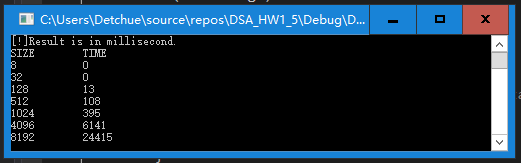 C:\Users\Detchue\source\repos\DSA_HW1_5\Debug\D...
[!]Result is in millisecond.
SIZE TIME
8 0
32 0
128 13
512 108
1024 395
4096 6141
8192 24415